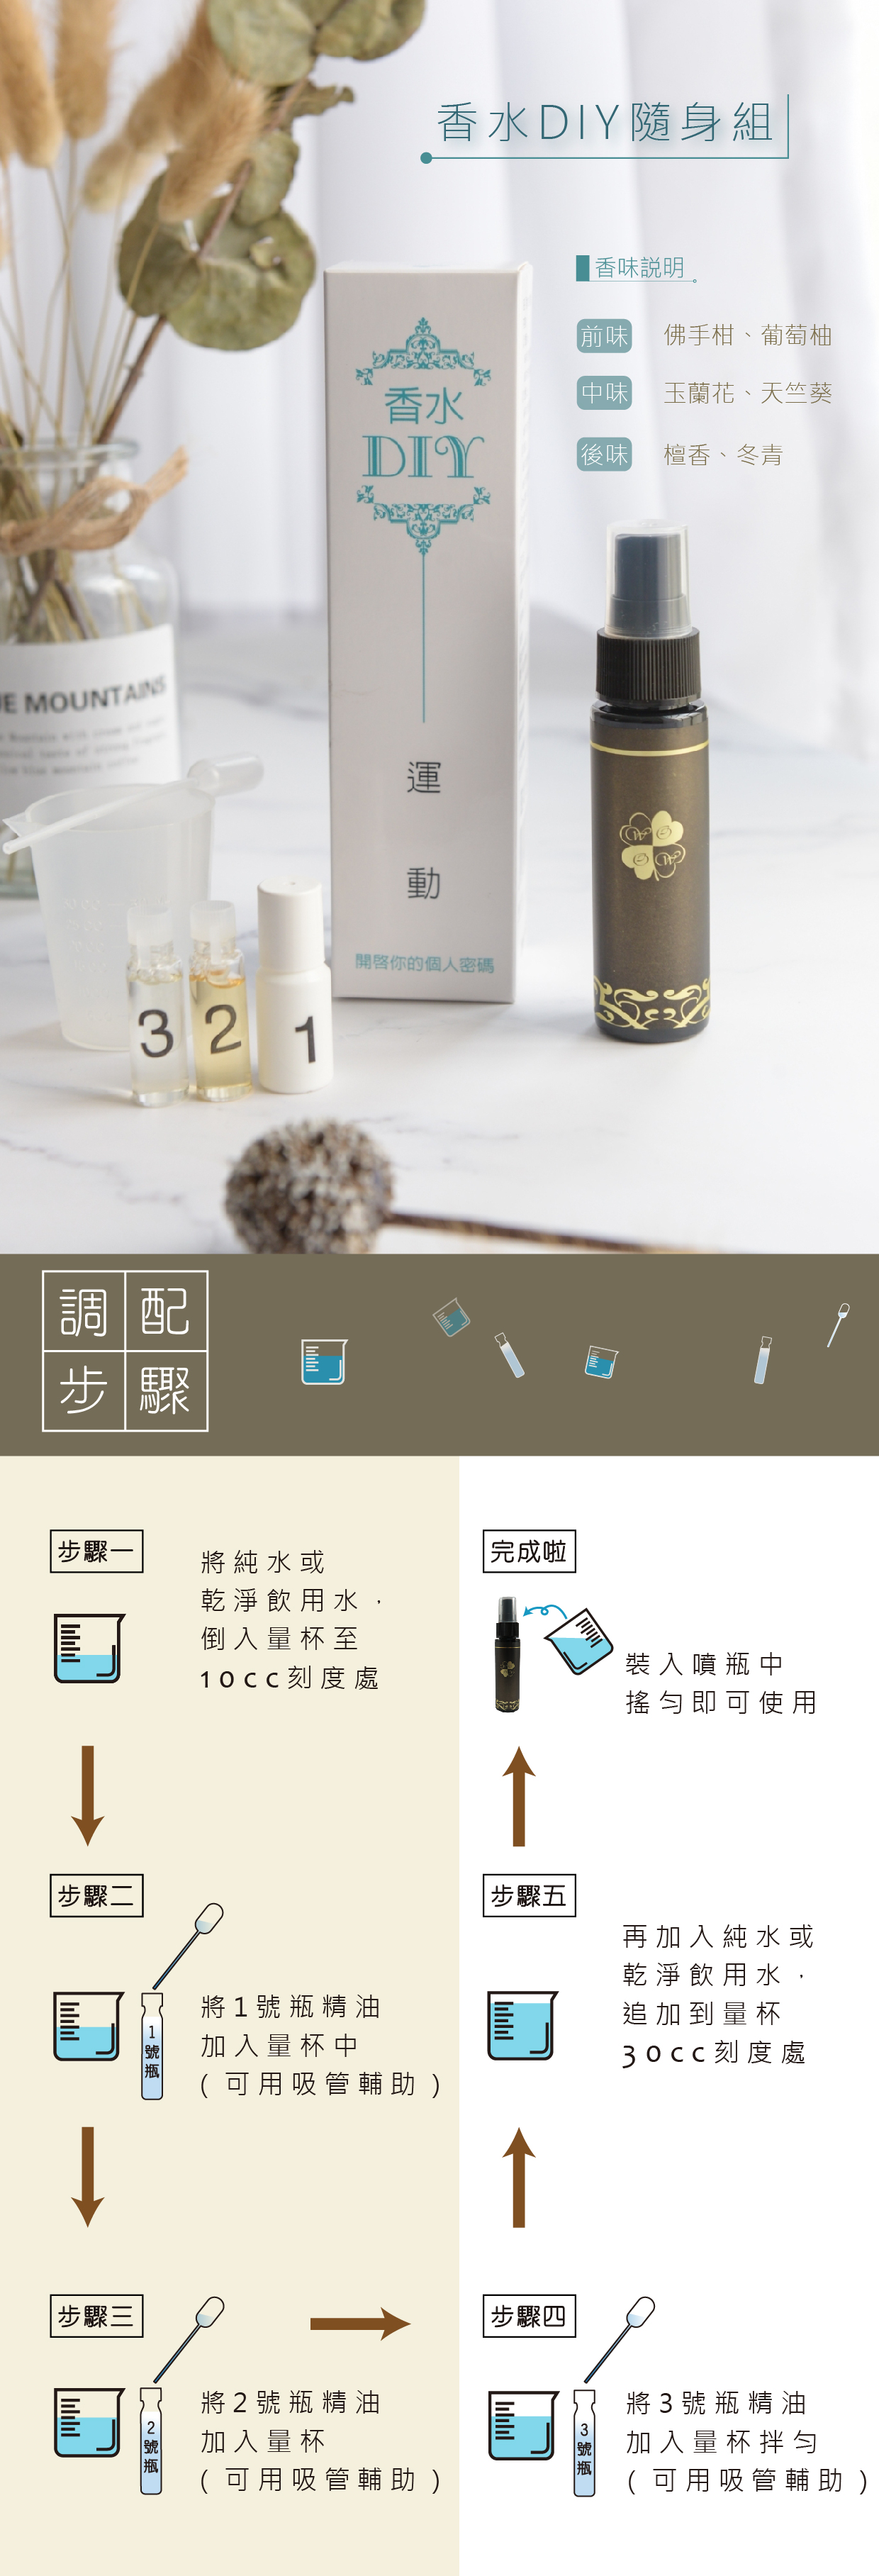 香水DIY隨身組
香味説明
前味 佛手柑、葡萄柚
中味 玉蘭花、天竺葵
後味 檀香、冬青
香水
DIY
運
動
開啓你的個人密碼
E MOUNTAINS
3
2
1
調配
步驟
步驟一
將純水或
乾淨飲用水，
倒入量杯至
10cc刻度處
步驟二
1
號
瓶
將1號瓶精油
加入量杯中
(可用吸管輔助)
步驟三
2
號
瓶
將2號瓶精油
加入量杯
(可用吸管輔助)
步驟四
3
號
瓶
將3號瓶精油
加入量杯拌勻
(可用吸管輔助)
步驟五
再加入純水或
乾淨飲用水，
追加到量杯
30cc刻度處
完成啦
裝入噴瓶中
搖勻即可使用